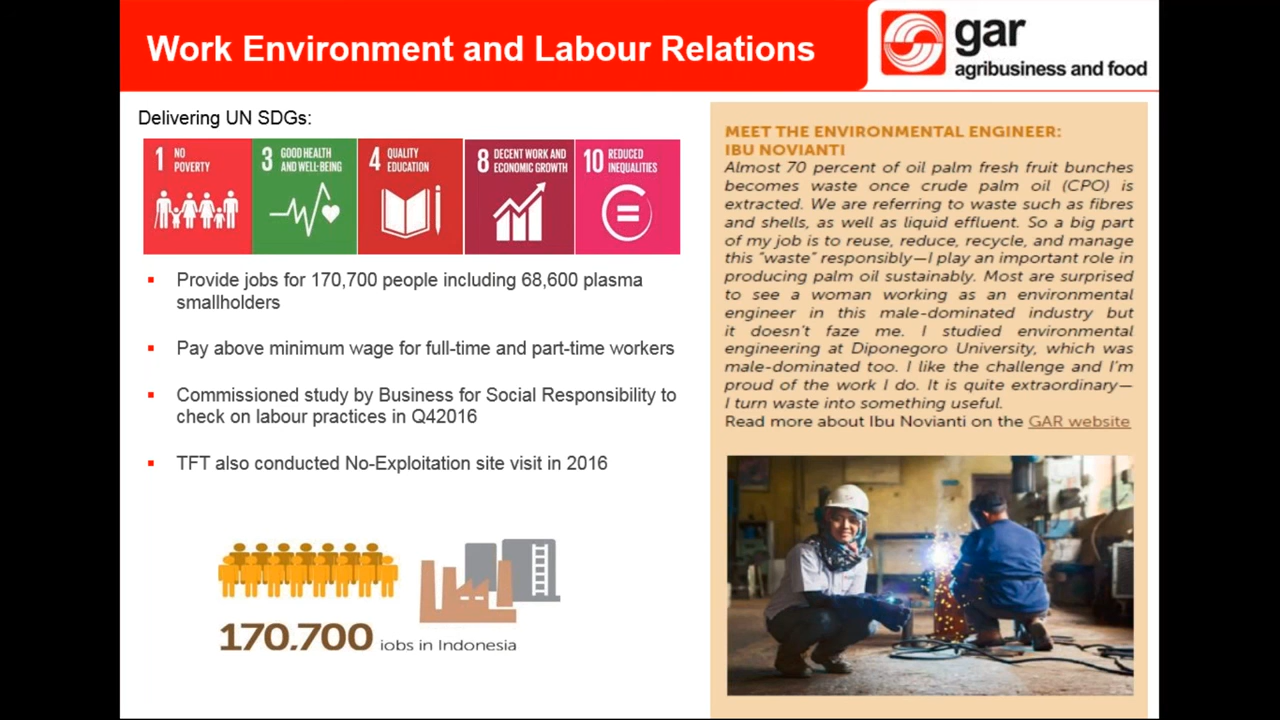 Work Environment and Labour Relations
gar
agribusiness and food
Delivering UN SDGs:
1 NO
POVERTY
3 GOOD HEALTH
AND WELL-BEING
4 QUALITY
EDUCATION
8 DECENT WORK AND
ECONOMIC GROWTH
10 REDUCED
INEQUALITIES
▪ Provide jobs for 170,700 people including 68,600 plasma
smallholders
▪ Pay above minimum wage for full-time and part-time workers
▪ Commissioned study by Business for Social Responsibility to
check on labour practices in Q42016
▪ TFT also conducted No-Exploitation site visit in 2016
170,700 jobs in Indonesia
MEET THE ENVIRONMENTAL ENGINEER:
IBU NOVIANTI
Almost 70 percent of oil palm fresh fruit bunches
becomes waste once crude palm oil (CPO) is
extracted. We are referring to waste such as fibres
and shells, as well as liquid effluent. So a big part
of my job is to reuse, reduce, recycle, and manage
this “waste” responsibly—I play an important role in
producing palm oil sustainably. Most are surprised
to see a woman working as an environmental
engineer in this male-dominated industry but
it doesn’t faze me. I studied environmental
engineering at Diponegoro University, which was
male-dominated too. I like the challenge and I’m
proud of the work I do. It is quite extraordinary—
I turn waste into something useful.
Read more about Ibu Novianti on the GAR website